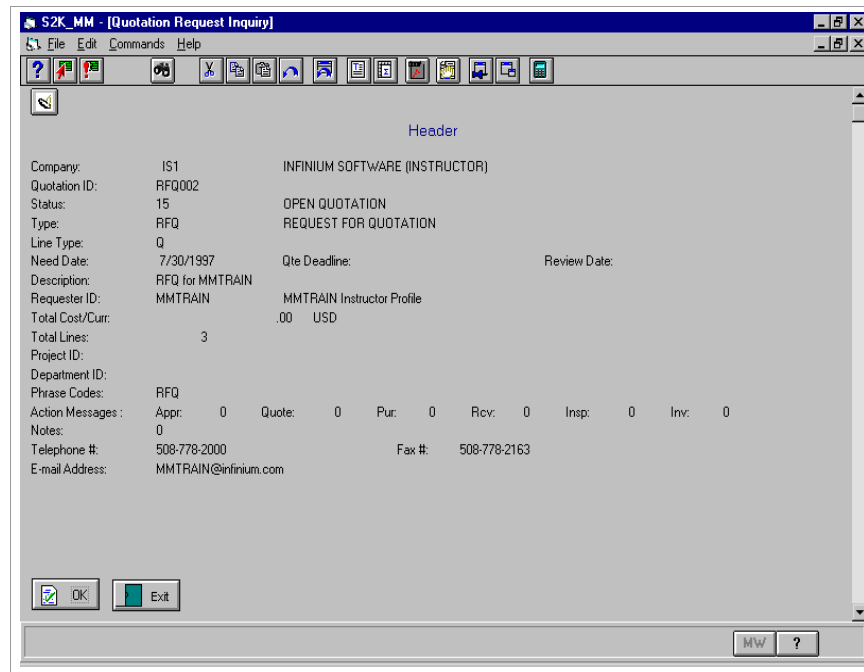 S2K_MM - [Quotation Request Inquiry]
File Edit Commands Help
Header
Company: IS1 INFINIUM SOFTWARE (INSTRUCTOR)
Quotation ID: RFQ002
Status: 15 OPEN QUOTATION
Type: RFQ REQUEST FOR QUOTATION
Line Type: Q
Need Date: 7/30/1997 Qte Deadline: Review Date:
Description: RFQ for MMTRAIN
Requester ID: MMTRAIN MMTRAIN Instructor Profile
Total Cost/Curr: .00 USD
Total Lines: 3
Project ID:
Department ID:
Phrase Codes: RFQ
Action Messages : Appr: 0 Quote: 0 Pur: 0 Rcv: 0 Insp: 0 Inv: 0
Notes: 0
Telephone #: 508-778-2000 Fax #: 508-778-2163
E-mail Address: MMTRAIN@infinium.com
OK Exit
MW ?